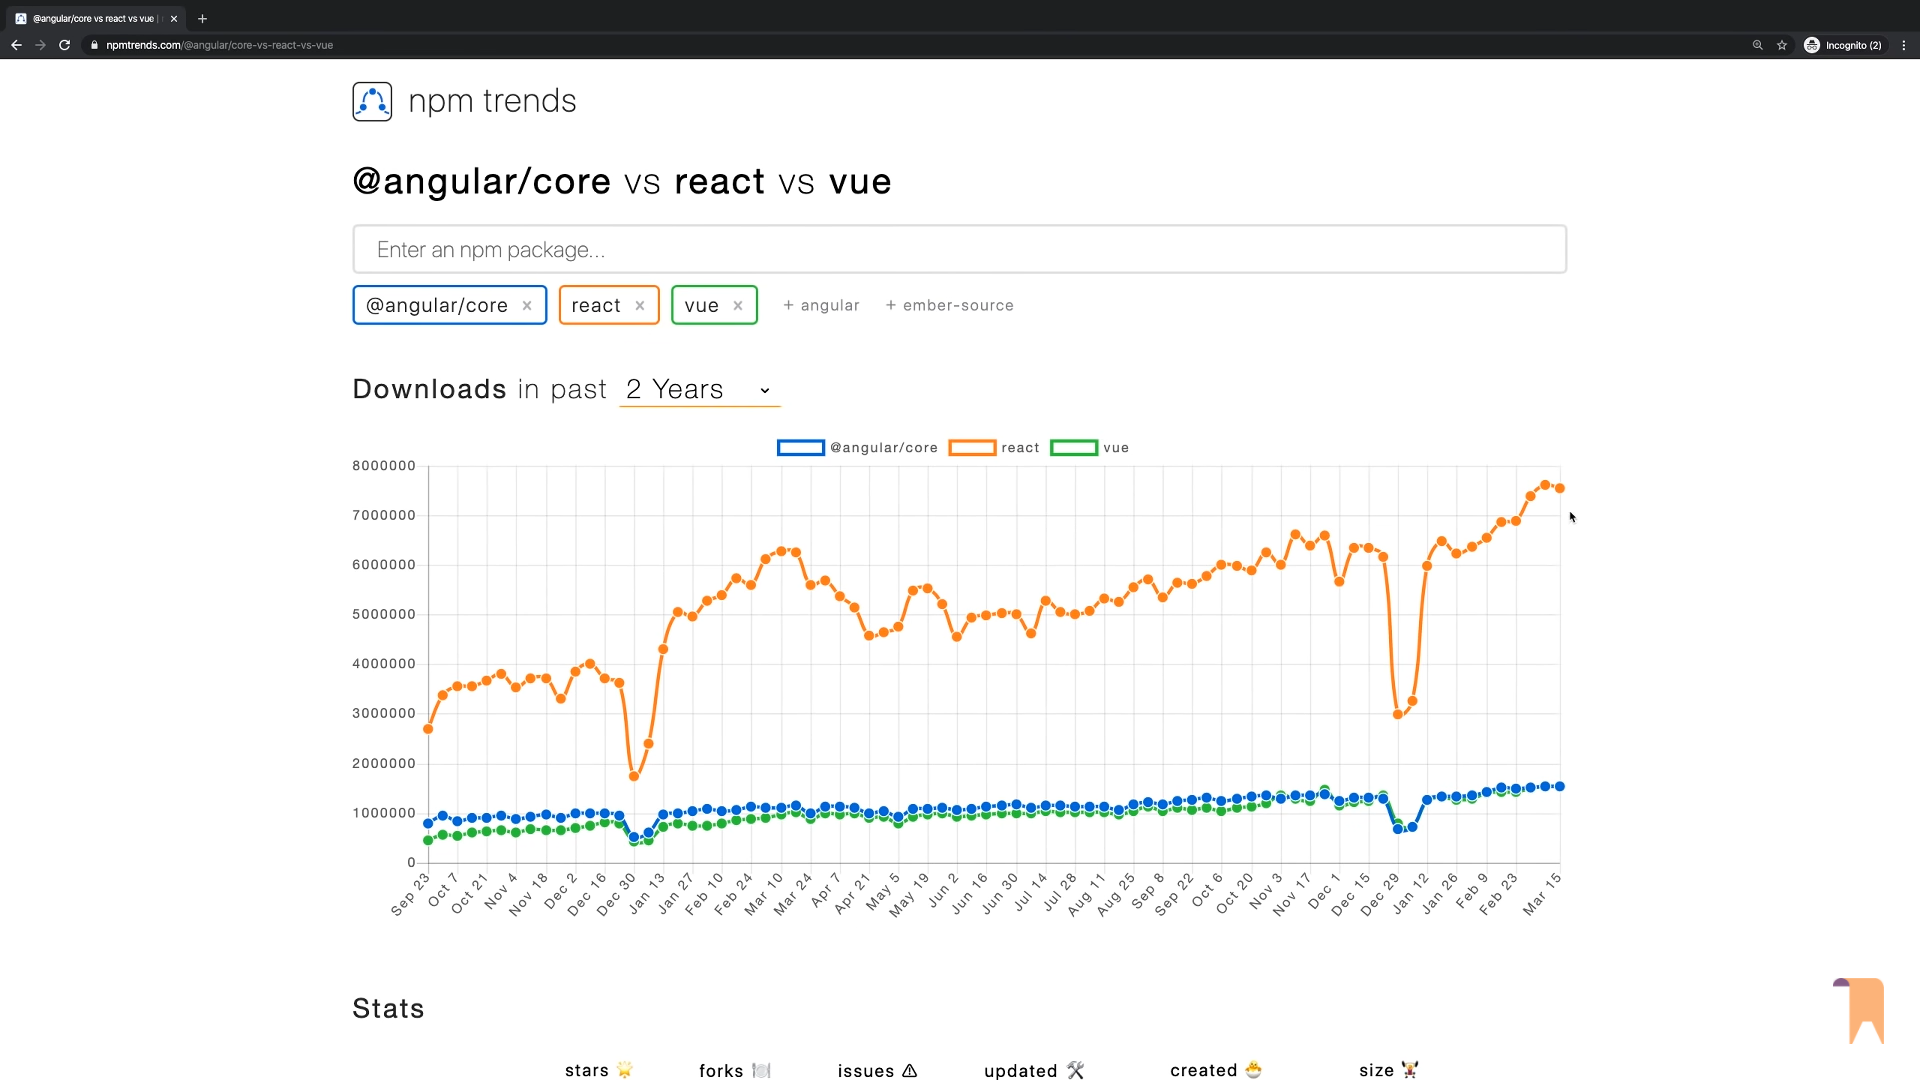 @angular/core vs react vs vue |
npmtrends.com/@angular/core-vs-react-vs-vue
Incognito (2)
npm trends
@angular/core vs react vs vue
Enter an npm package...
@angular/core × react × vue × + angular + ember-source
Downloads in past 2 Years
@angular/core react vue
8000000
7000000
6000000
5000000
4000000
3000000
2000000
1000000
0
Sep 23 Oct 7 Oct 21 Nov 4 Nov 18 Dec 2 Dec 16 Dec 30 Jan 13 Jan 27 Feb 10 Feb 24 Mar 10 Mar 24 Apr 7 Apr 21 May 5 May 19 Jun 2 Jun 16 Jun 30 Jul 14 Jul 28 Aug 11 Aug 25 Sep 8 Sep 22 Oct 6 Oct 20 Nov 3 Nov 17 Dec 1 Dec 15 Dec 29 Jan 12 Jan 26 Feb 9 Feb 23 Mar 15
Stats
stars 🌟 forks 🍽️ issues ⚠ updated 🛠 created 🐣 size 🏋️‍♀️